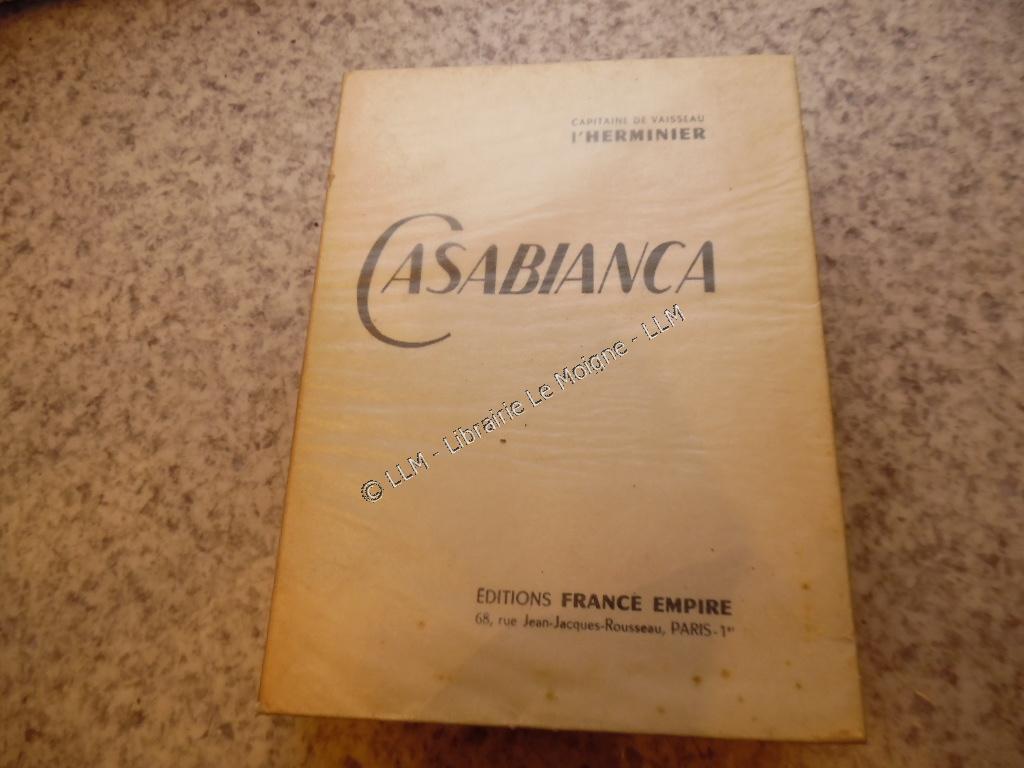 CAPITAINE DE VAISSEAU
l'HERMINIER
CASABIANCA
© LLM - Librairie Le Moigne - LLM
ÉDITIONS FRANCE EMPIRE
68, rue Jean-Jacques-Rousseau, PARIS-1er